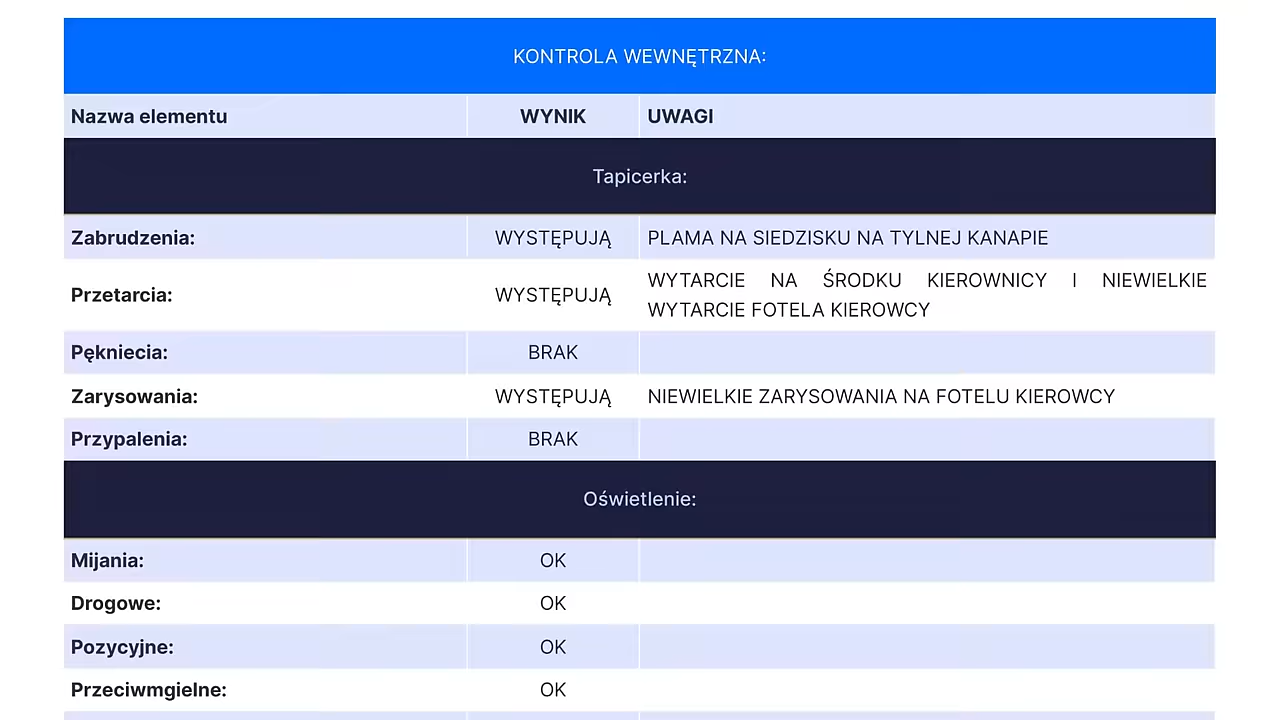 KONTROLA WEWNĘTRZNA:
Nazwa elementu WYNIK UWAGI
Tapicerka:
Zabrudzenia: WYSTĘPUJĄ PLAMA NA SIEDZISKU NA TYLNEJ KANAPIE
Przetarcia: WYSTĘPUJĄ WYTARCIE NA ŚRODKU KIEROWNICY I NIEWIELKIE
WYTARCIE FOTELA KIEROWCY
Pękniecia: BRAK
Zarysowania: WYSTĘPUJĄ NIEWIELKIE ZARYSOWANIA NA FOTELU KIEROWCY
Przypalenia: BRAK
Oświetlenie:
Mijania: OK
Drogowe: OK
Pozycyjne: OK
Przeciwmgielne: OK